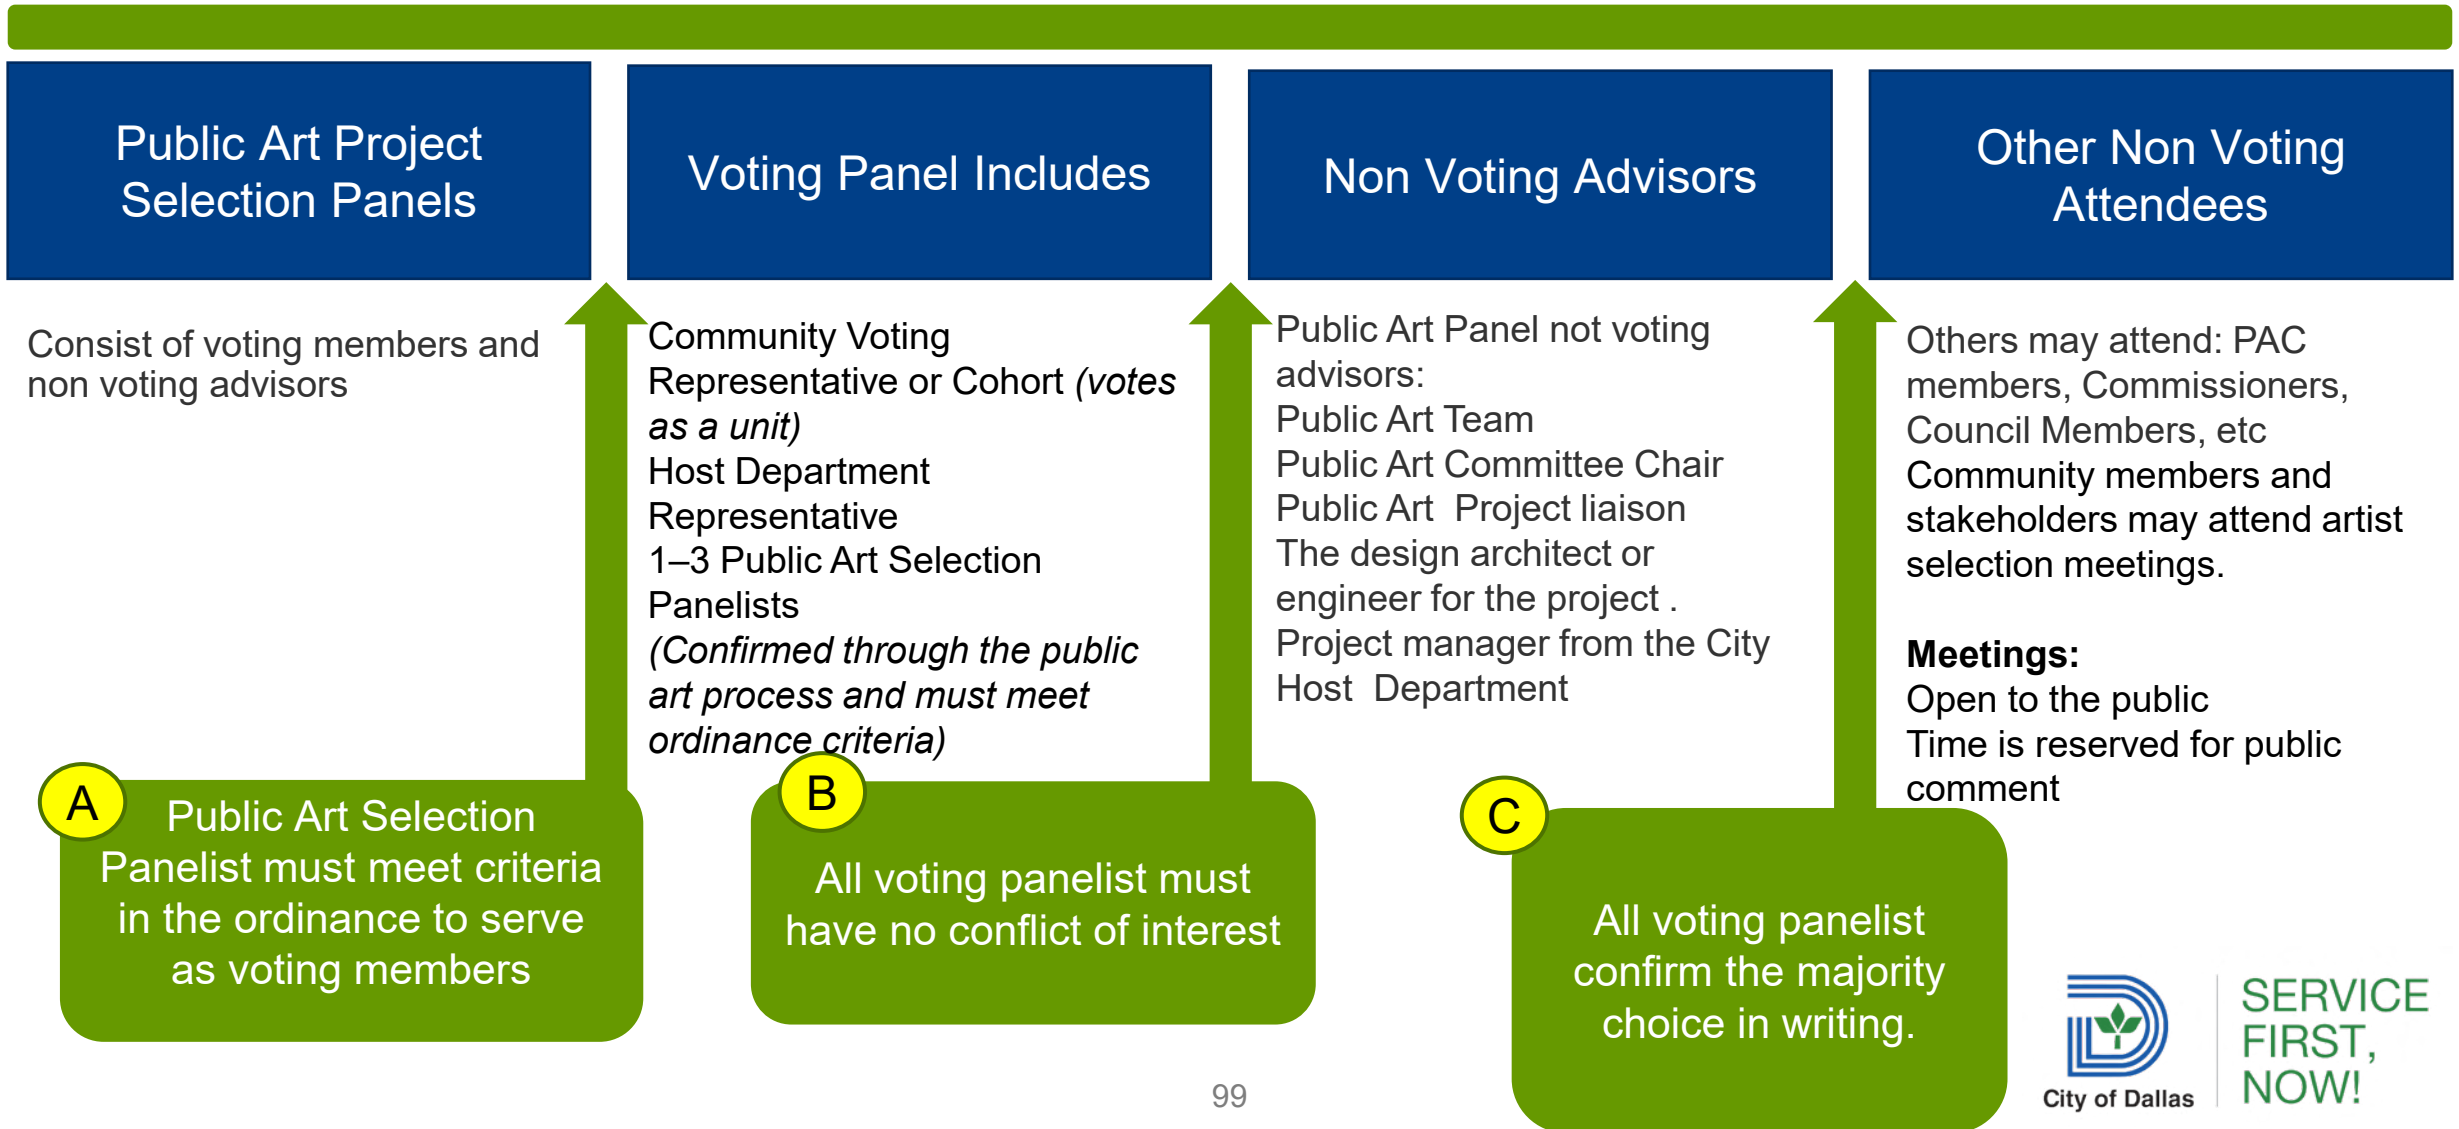 Public Art Project
Selection Panels
Consist of voting members and
non voting advisors
A
Public Art Selection
Panelist must meet criteria
in the ordinance to serve
as voting members
Voting Panel Includes
Community Voting
Representative or Cohort (votes
as a unit)
Host Department
Representative
1–3 Public Art Selection
Panelists
(Confirmed through the public
art process and must meet
ordinance criteria)
B
All voting panelist must
have no conflict of interest
Non Voting Advisors
Public Art Panel not voting
advisors:
Public Art Team
Public Art Committee Chair
Public Art  Project liaison
The design architect or
engineer for the project .
Project manager from the City
Host  Department
C
All voting panelist
confirm the majority
choice in writing.
Other Non Voting
Attendees
Others may attend: PAC
members, Commissioners,
Council Members, etc
Community members and
stakeholders may attend artist
selection meetings.
Meetings:
Open to the public
Time is reserved for public
comment
99
City of Dallas
SERVICE
FIRST,
NOW!